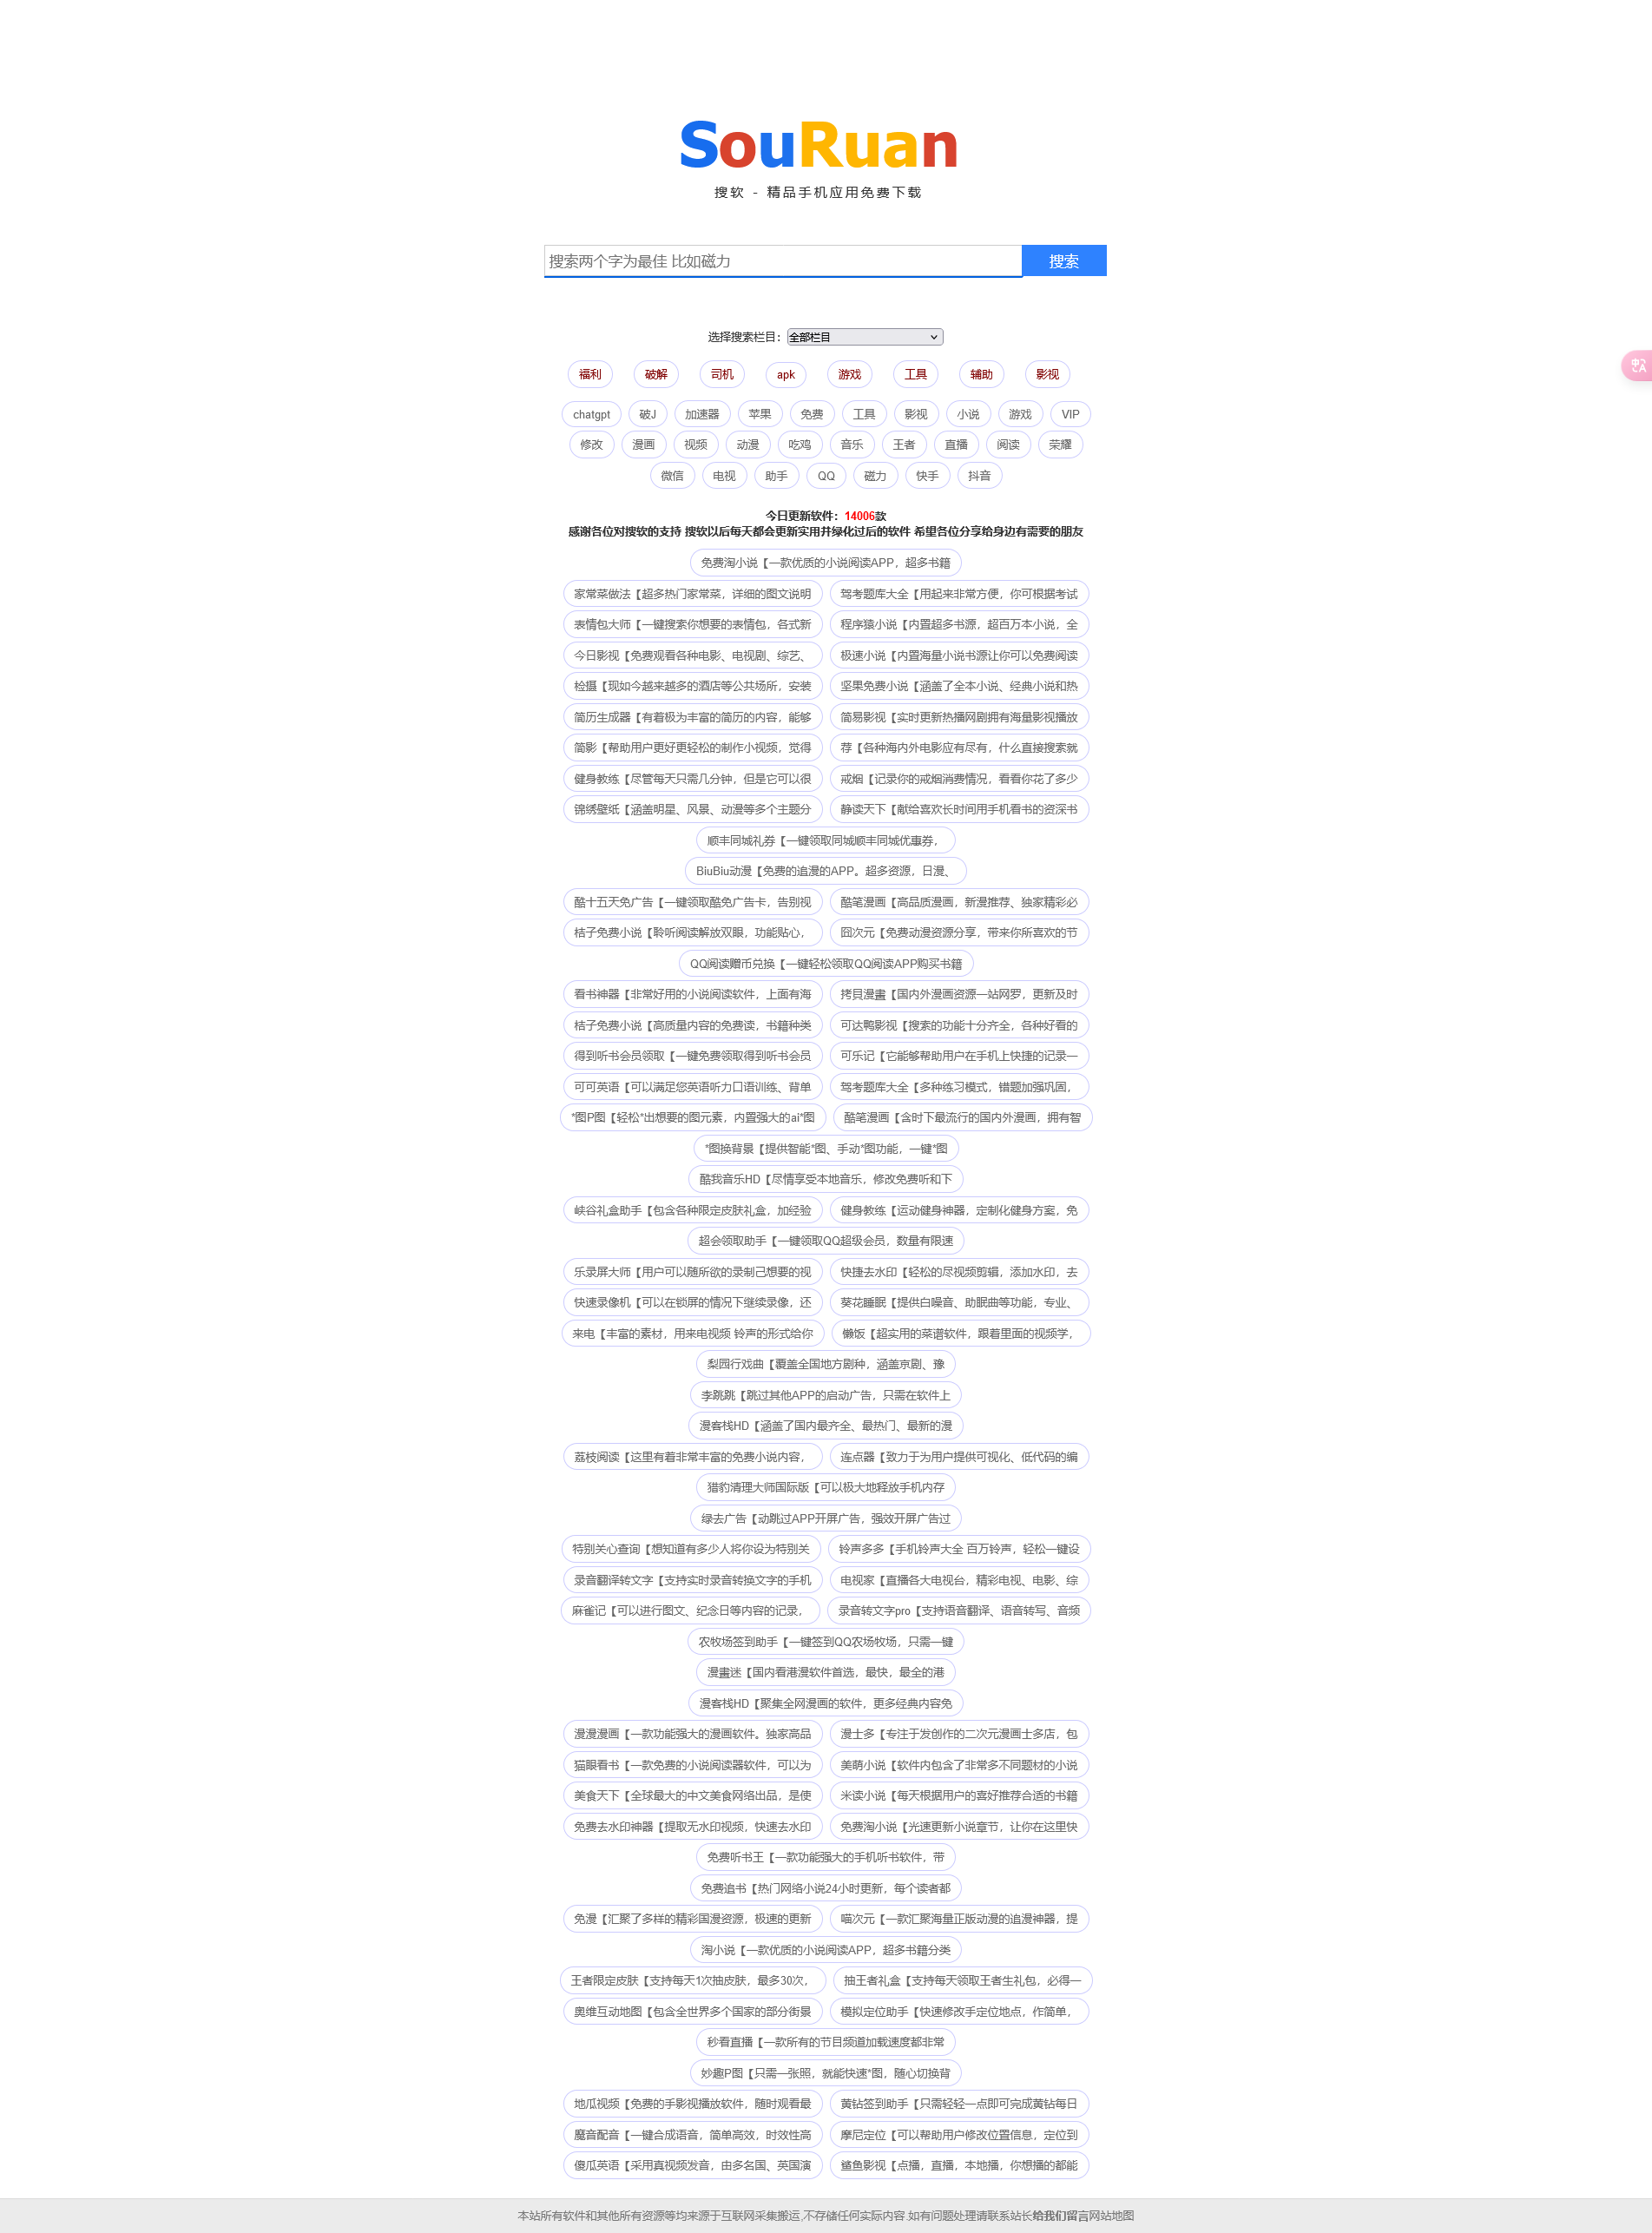 SouRuan
搜软 - 精品手机应用免费下载
搜索两个字为最佳 比如磁力 搜索
选择搜索栏目: 全部栏目
福利 破解 司机 apk 游戏 工具 辅助 影视
chatgpt 破J 加速器 苹果 免费 工具 影视 小说 游戏 VIP
修改 漫画 视频 动漫 吃鸡 音乐 王者 直播 阅读 荣耀
微信 电视 助手 QQ 磁力 快手 抖音
今日更新软件：14006款
感谢各位对搜软的支持 搜软以后每天都会更新实用并绿化过后的软件 希望各位分享给身边有需要的朋友
免费淘小说【一款优质的小说阅读APP，超多书籍
家常菜做法【超多热门家常菜，详细的图文说明 驾考题库大全【用起来非常方便，你可根据考试
表情包大师【一键搜索你想要的表情包，各式新 程序猿小说【内置超多书源，超百万本小说，全
今日影视【免费观看各种电影、电视剧、综艺、 极速小说【内置海量小说书源让你可以免费阅读
检摄【现如今越来越多的酒店等公共场所，安装 坚果免费小说【涵盖了全本小说、经典小说和热
简历生成器【有着极为丰富的简历的内容，能够 简易影视【实时更新热播网剧拥有海量影视播放
简影【帮助用户更好更轻松的制作小视频，觉得 荐【各种海内外电影应有尽有，什么直接搜索就
健身教练【尽管每天只需几分钟，但是它可以很 戒烟【记录你的戒烟消费情况，看看你花了多少
锦绣壁纸【涵盖明星、风景、动漫等多个主题分 静读天下【献给喜欢长时间用手机看书的资深书
顺丰同城礼券【一键领取同城顺丰同城优惠券，
BiuBiu动漫【免费的追漫的APP。超多资源，日漫、
酷十五天免广告【一键领取酷免广告卡，告别视 酷笔漫画【高品质漫画，新漫推荐、独家精彩必
桔子免费小说【聆听阅读解放双眼，功能贴心， 囧次元【免费动漫资源分享，带来你所喜欢的节
QQ阅读赠币兑换【一键轻松领取QQ阅读APP购买书籍
看书神器【非常好用的小说阅读软件，上面有海 拷貝漫畫【国内外漫画资源一站网罗，更新及时
桔子免费小说【高质量内容的免费读，书籍种类 可达鸭影视【搜索的功能十分齐全，各种好看的
得到听书会员领取【一键免费领取得到听书会员 可乐记【它能够帮助用户在手机上快捷的记录一
可可英语【可以满足您英语听力口语训练、背单 驾考题库大全【多种练习模式，错题加强巩固，
*图P图【轻松*出想要的图元素，内置强大的ai*图 酷笔漫画【含时下最流行的国内外漫画，拥有智
*图换背景【提供智能*图、手动*图功能，一键*图
酷我音乐HD【尽情享受本地音乐，修改免费听和下
峡谷礼盒助手【包含各种限定皮肤礼盒，加经验 健身教练【运动健身神器，定制化健身方案，免
超会领取助手【一键领取QQ超级会员，数量有限速
乐录屏大师【用户可以随所欲的录制己想要的视 快捷去水印【轻松的尽视频剪辑，添加水印，去
快速录像机【可以在锁屏的情况下继续录像，还 葵花睡眠【提供白噪音、助眠曲等功能，专业、
来电【丰富的素材，用来电视频 铃声的形式给你 懒饭【超实用的菜谱软件，跟着里面的视频学，
梨园行戏曲【覆盖全国地方剧种，涵盖京剧、豫
李跳跳【跳过其他APP的启动广告，只需在软件上
漫客栈HD【涵盖了国内最齐全、最热门、最新的漫
荔枝阅读【这里有着非常丰富的免费小说内容， 连点器【致力于为用户提供可视化、低代码的编
猎豹清理大师国际版【可以极大地释放手机内存
绿去广告【动跳过APP开屏广告，强效开屏广告过
特别关心查询【想知道有多少人将你设为特别关 铃声多多【手机铃声大全 百万铃声，轻松一键设
录音翻译转文字【支持实时录音转换文字的手机 电视家【直播各大电视台，精彩电视、电影、综
麻雀记【可以进行图文、纪念日等内容的记录， 录音转文字pro【支持语音翻译、语音转写、音频
农牧场签到助手【一键签到QQ农场牧场，只需一键
漫畫迷【国内看港漫软件首选，最快，最全的港
漫客栈HD【聚集全网漫画的软件，更多经典内容免
漫漫漫画【一款功能强大的漫画软件。独家高品 漫士多【专注于发创作的二次元漫画士多店，包
猫眼看书【一款免费的小说阅读器软件，可以为 美萌小说【软件内包含了非常多不同题材的小说
美食天下【全球最大的中文美食网络出品，是使 米读小说【每天根据用户的喜好推荐合适的书籍
免费去水印神器【提取无水印视频，快速去水印 免费淘小说【光速更新小说章节，让你在这里快
免费听书王【一款功能强大的手机听书软件，带
免费追书【热门网络小说24小时更新，每个读者都
免漫【汇聚了多样的精彩国漫资源，极速的更新 喵次元【一款汇聚海量正版动漫的追漫神器，提
淘小说【一款优质的小说阅读APP，超多书籍分类
王者限定皮肤【支持每天1次抽皮肤，最多30次， 抽王者礼盒【支持每天领取王者生礼包，必得一
奥维互动地图【包含全世界多个国家的部分街景 模拟定位助手【快速修改手定位地点，作简单，
秒看直播【一款所有的节目频道加载速度都非常
妙趣P图【只需一张照，就能快速*图，随心切换背
地瓜视频【免费的手影视播放软件，随时观看最 黄钻签到助手【只需轻轻一点即可完成黄钻每日
魔音配音【一键合成语音，简单高效，时效性高 摩尼定位【可以帮助用户修改位置信息，定位到
傻瓜英语【采用真视频发音，由多名国、英国演 鲨鱼影视【点播，直播，本地播，你想播的都能
本站所有软件和其他所有资源等均来源于互联网采集搬运,不存储任何实际内容.如有问题处理请联系站长给我们留言网站地图